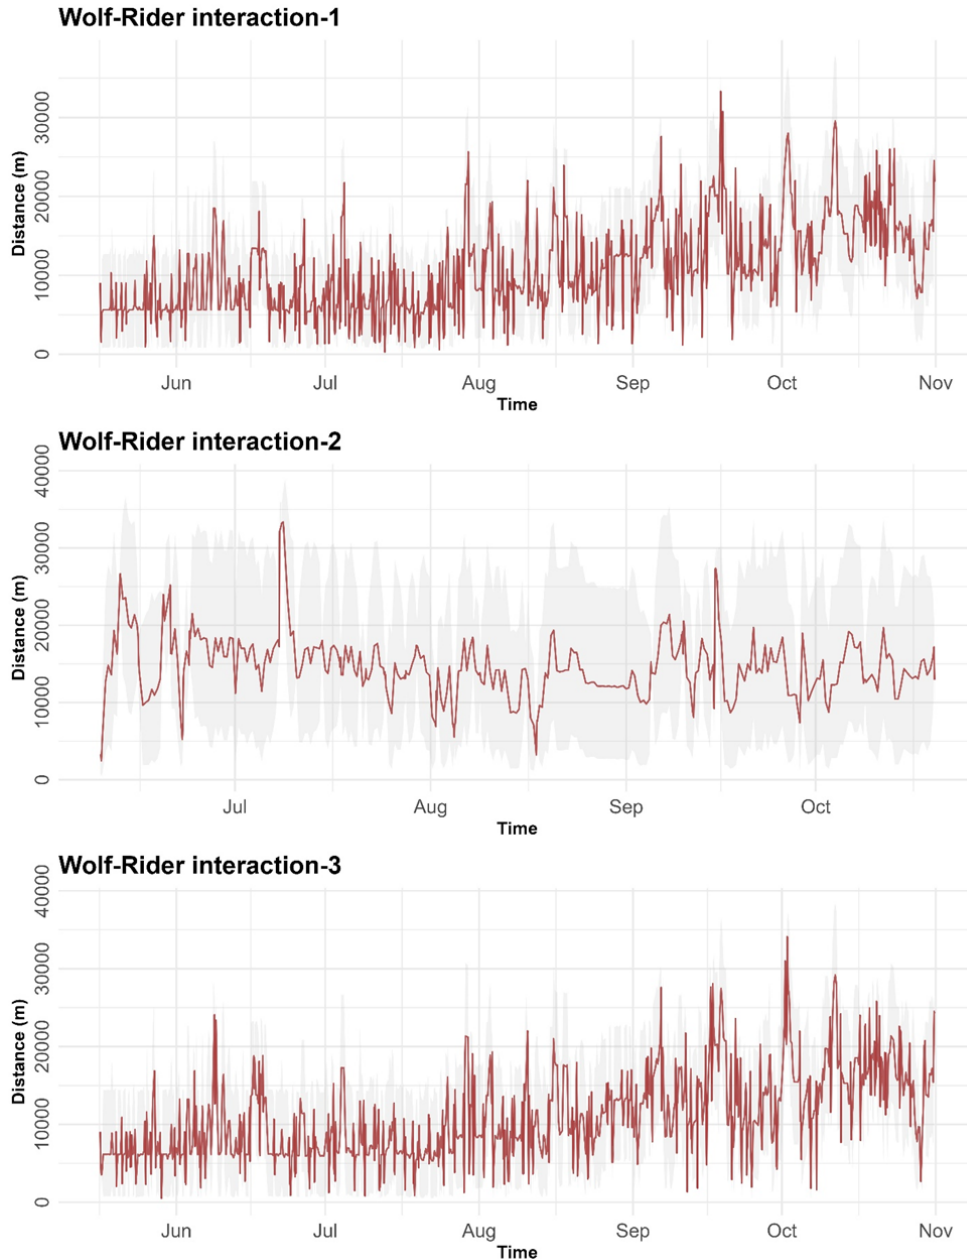 Wolf-Rider interaction-1
Distance (m)
30000
20000
10000
0
Jun Jul Aug Sep Oct Nov
Time
Wolf-Rider interaction-2
Distance (m)
40000
30000
20000
10000
0
Jul Aug Sep Oct
Time
Wolf-Rider interaction-3
Distance (m)
40000
30000
20000
10000
0
Jun Jul Aug Sep Oct Nov
Time